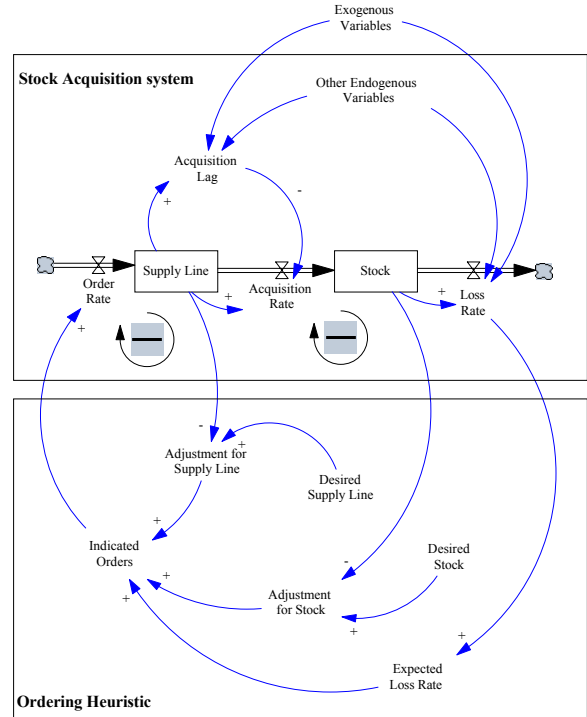 Exogenous
Variables
Stock Acquisition system
Other Endogenous
Variables
Acquisition
Lag
-
+
Supply Line
Stock
Order
Rate
+
Acquisition
Rate
+
Loss
Rate
+
-
+
Adjustment for
Supply Line
Desired
Supply Line
+
Indicated
Orders
Desired
Stock
-
+
Adjustment
for Stock
+
+
+
Expected
Loss Rate
Ordering Heuristic